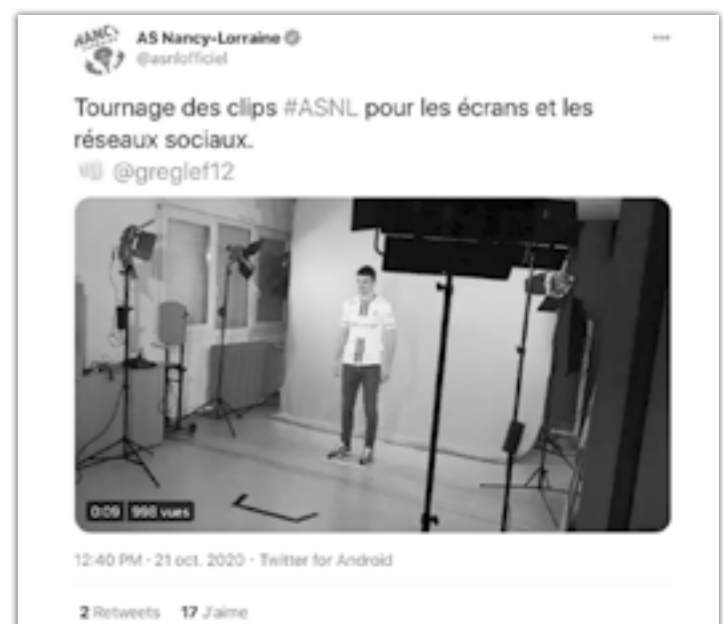 NANCY
AS Nancy-Lorraine
@asnlofficiel
Tournage des clips #ASNL pour les écrans et les
réseaux sociaux.
@greglef12
0:09 998 vues
12:40 PM · 21 oct. 2020 · Twitter for Android
2 Retweets 17 J'aime